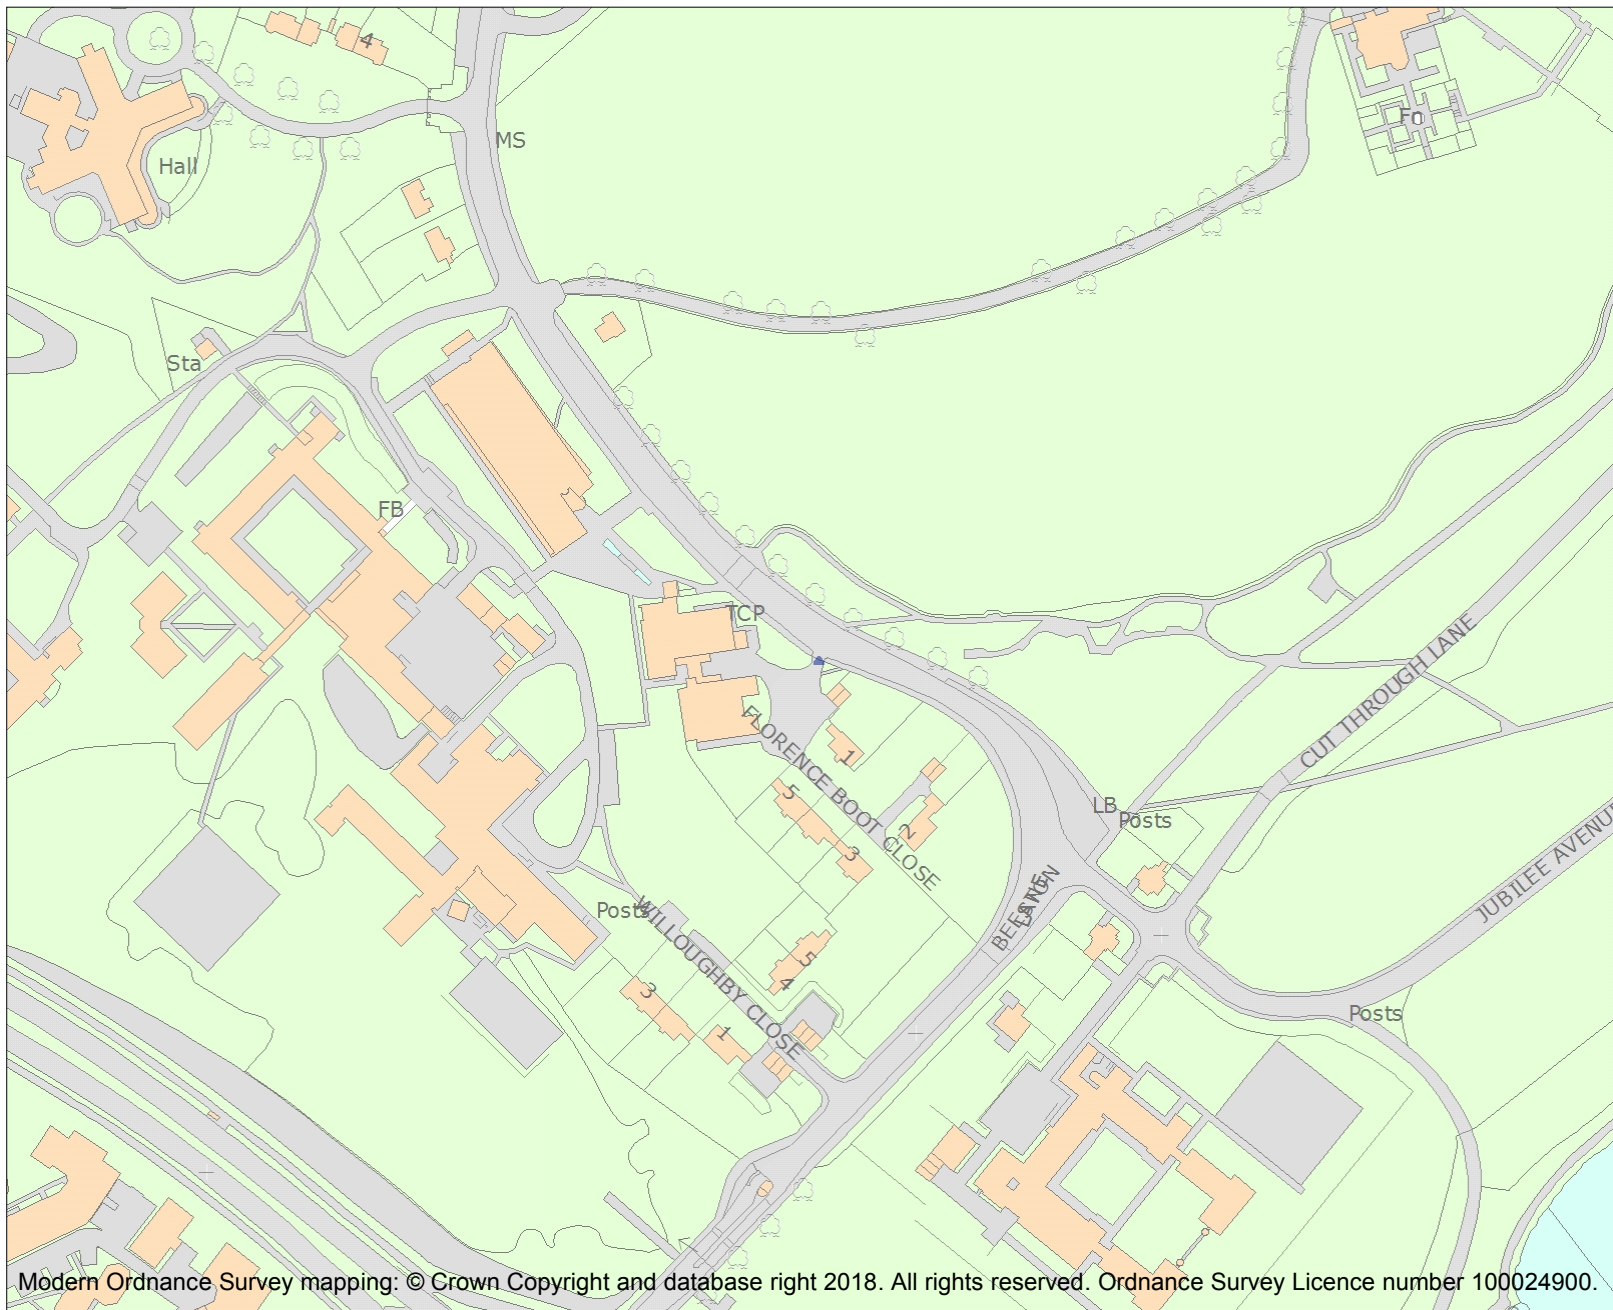 4
MS
Fn
Hall
Sta
FB
TCP
FLORENCE BOOT CLOSE
1
5
2
3
CUT THROUGH LANE
LB
Posts
JUBILEE AVENU
BEESTON
LANE
Posts
WILLOUGHBY CLOSE
5
4
3
1
Posts
Modern Ordnance Survey mapping: © Crown Copyright and database right 2018. All rights reserved. Ordnance Survey Licence number 100024900.